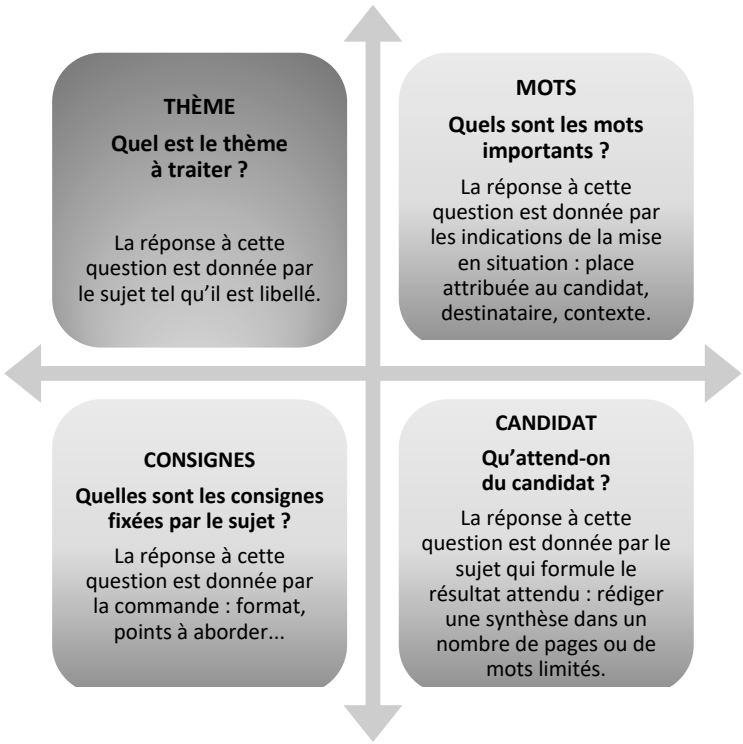 THÈME
Quel est le thème
à traiter ?
La réponse à cette
question est donnée par
le sujet tel qu'il est libellé.
MOTS
Quels sont les mots
importants ?
La réponse à cette
question est donnée par
les indications de la mise
en situation : place
attribuée au candidat,
destinataire, contexte.
CONSIGNES
Quelles sont les consignes
fixées par le sujet ?
La réponse à cette
question est donnée par
la commande : format,
points à aborder...
CANDIDAT
Qu'attend-on
du candidat ?
La réponse à cette
question est donnée par le
sujet qui formule le
résultat attendu : rédiger
une synthèse dans un
nombre de pages ou de
mots limités.